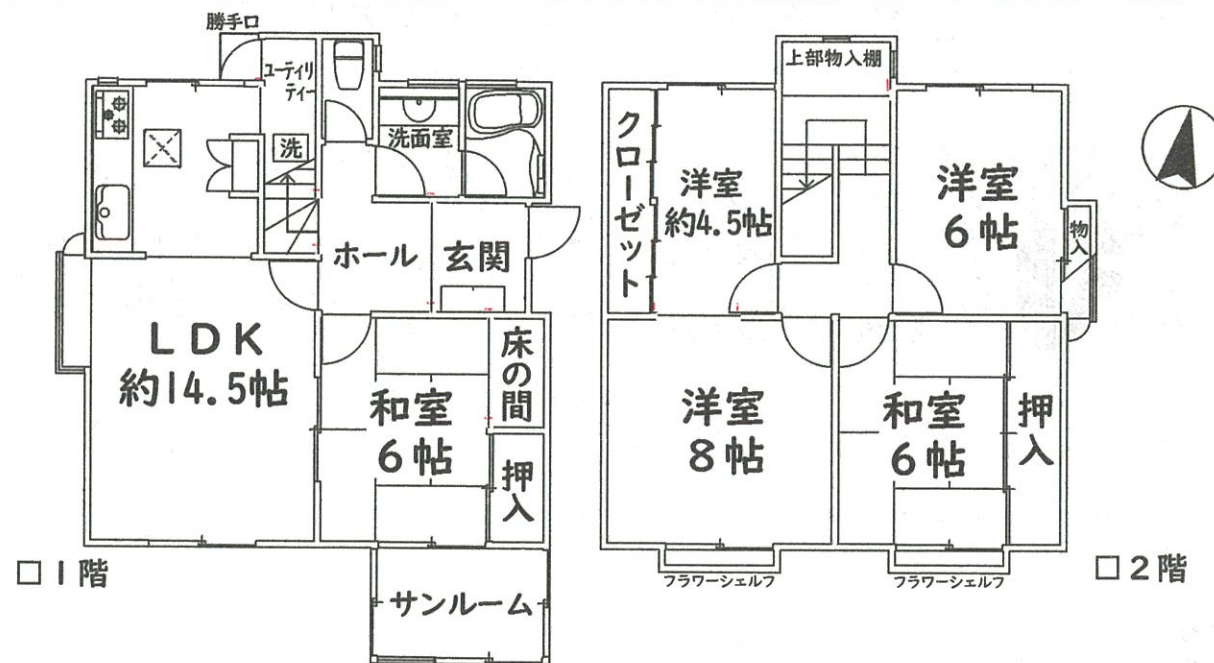 勝手口
ユーティリ
ティー
洗
洗面室
ホール
玄関
LDK
約14.5帖
和室
6帖
床の間
押入
サンルーム
□1階
上部物入棚
クローゼット
洋室
約4.5帖
洋室
6帖
物入
洋室
8帖
和室
6帖
押入
フラワーシェルフ
フラワーシェルフ
□2階